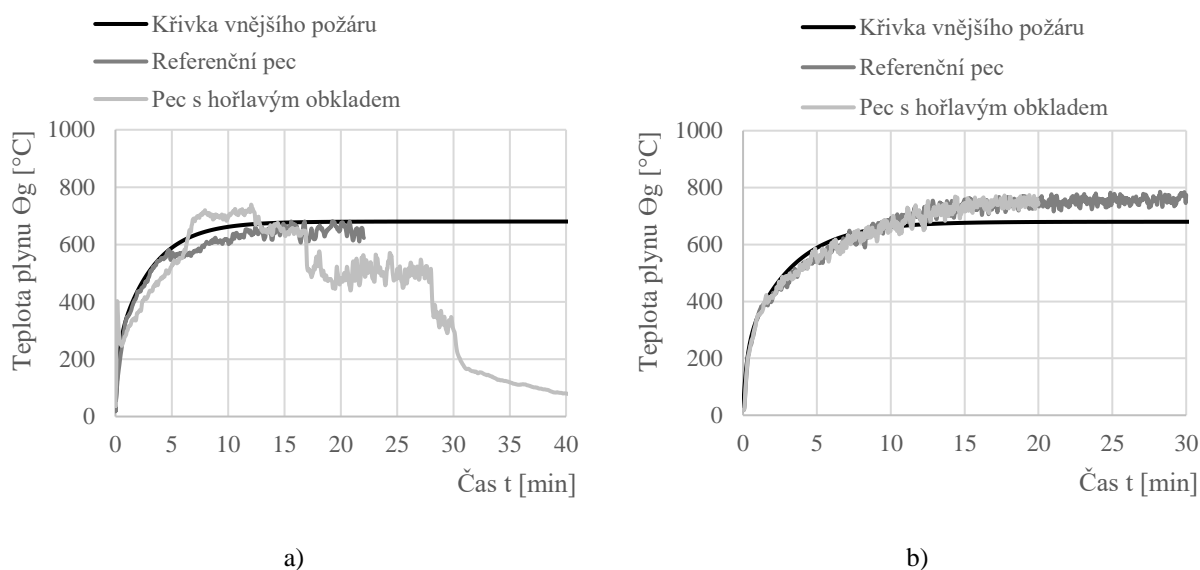 Křivka vnějšího požáru
Referenční pec
Pec s hořlavým obkladem
1000
800
600
400
200
0
0 5 10 15 20 25 30 35 40
Teplota plynu Θg [°C]
Čas t [min]
a)
Křivka vnějšího požáru
Referenční pec
Pec s hořlavým obkladem
1000
800
600
400
200
0
0 5 10 15 20 25 30
Teplota plynu Θg [°C]
Čas t [min]
b)